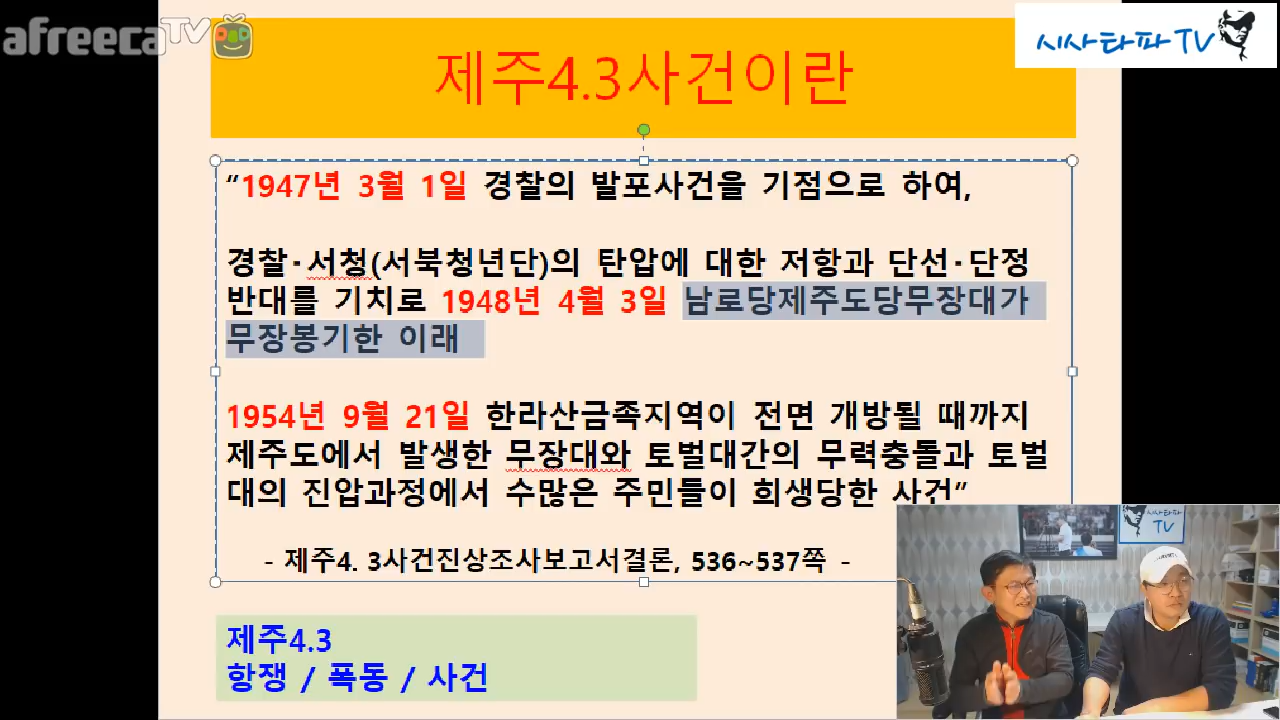 afreecaTV
시사타파TV
제주4.3사건이란
“1947년 3월 1일 경찰의 발포사건을 기점으로 하여,
경찰·서청(서북청년단)의 탄압에 대한 저항과 단선·단정
반대를 기치로 1948년 4월 3일 남로당제주도당무장대가
무장봉기한 이래
1954년 9월 21일 한라산금족지역이 전면 개방될 때까지
제주도에서 발생한 무장대와 토벌대간의 무력충돌과 토벌
대의 진압과정에서 수많은 주민들이 희생당한 사건”
- 제주4. 3사건진상조사보고서결론, 536~537쪽 -
제주4.3
항쟁 / 폭동 / 사건
시사타파
TV